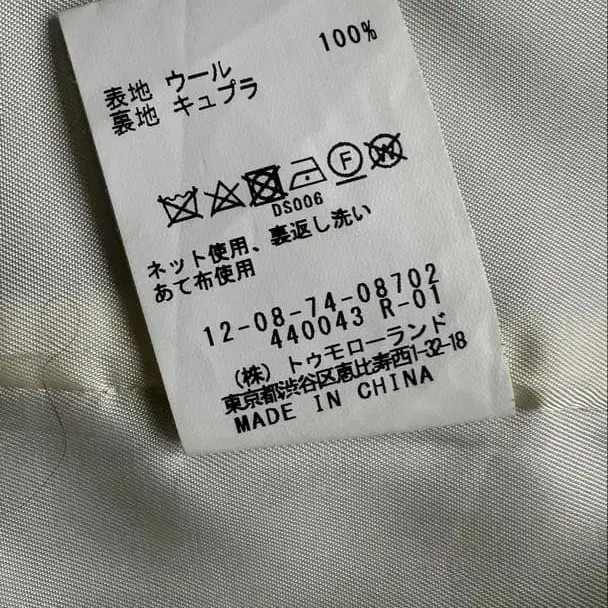 100%
表地 ウール
裏地 キュプラ
F W
DS006
ネット使用、裏返し洗い
あて布使用
12-08-74-08702
440043 R-01
(株) トゥモローランド
東京都渋谷区恵比寿西1-32-18
MADE IN CHINA